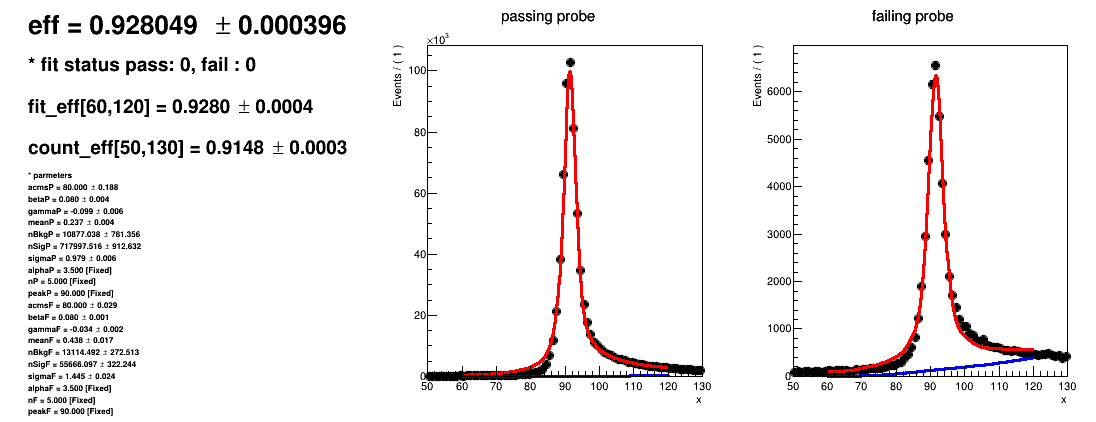 eff = 0.928049 ± 0.000396
* fit status pass: 0, fail : 0
fit_eff[60,120] = 0.9280 ± 0.0004
count_eff[50,130] = 0.9148 ± 0.0003
* parmeters
acmsP = 80.000 ± 0.188
betaP = 0.080 ± 0.004
gammaP = -0.099 ± 0.006
meanP = 0.237 ± 0.004
nBkgP = 10877.038 ± 781.356
nSigP = 717997.516 ± 912.632
sigmaP = 0.979 ± 0.006
alphaP = 3.500 [Fixed]
nP = 5.000 [Fixed]
peakP = 90.000 [Fixed]
acmsF = 80.000 ± 0.029
betaF = 0.080 ± 0.001
gammaF = -0.034 ± 0.002
meanF = 0.438 ± 0.017
nBkgF = 13114.492 ± 272.513
nSigF = 55666.097 ± 322.244
sigmaF = 1.445 ± 0.024
alphaF = 3.500 [Fixed]
nF = 5.000 [Fixed]
peakF = 90.000 [Fixed]
passing probe
×10³
Events / ( 1 )
100
80
60
40
20
0
50 60 70 80 90 100 110 120 130
x
failing probe
Events / ( 1 )
6000
5000
4000
3000
2000
1000
0
50 60 70 80 90 100 110 120 130
x